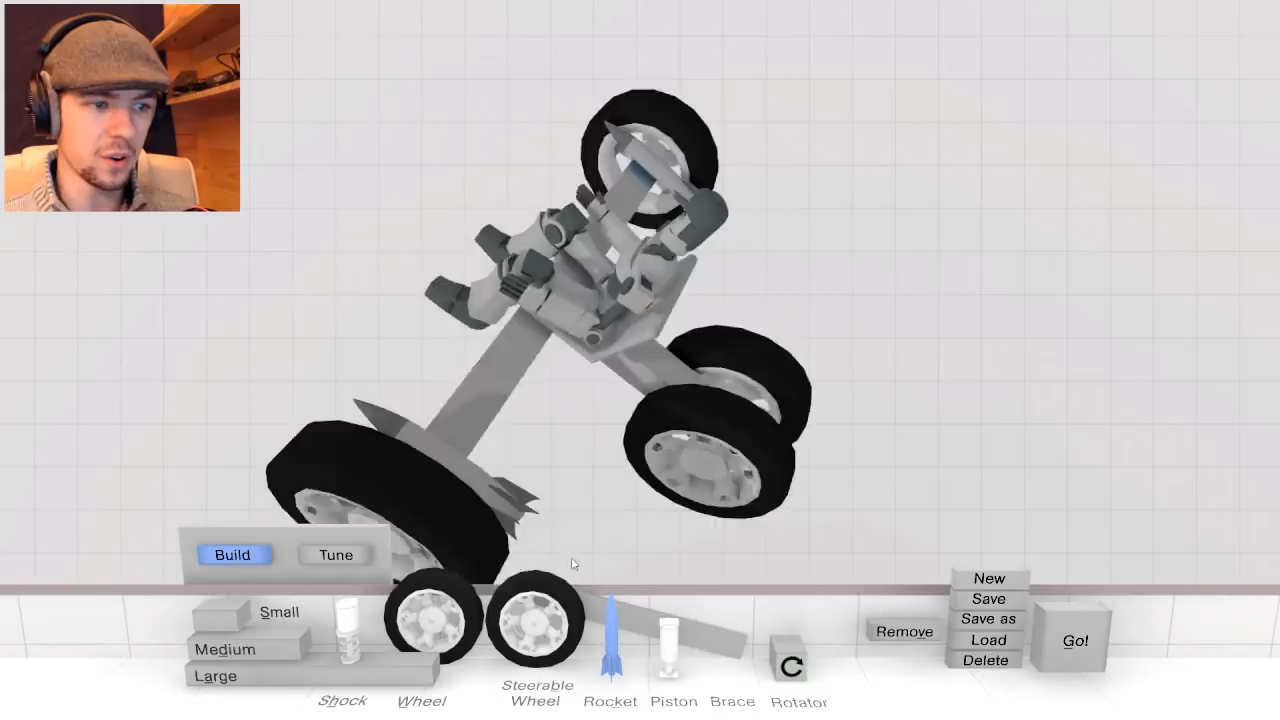 Build
Tune
Small
Medium
Large
Shock
Wheel
Steerable
Wheel
Rocket
Piston
Brace
Rotator
Remove
New
Save
Save as
Load
Delete
Go!